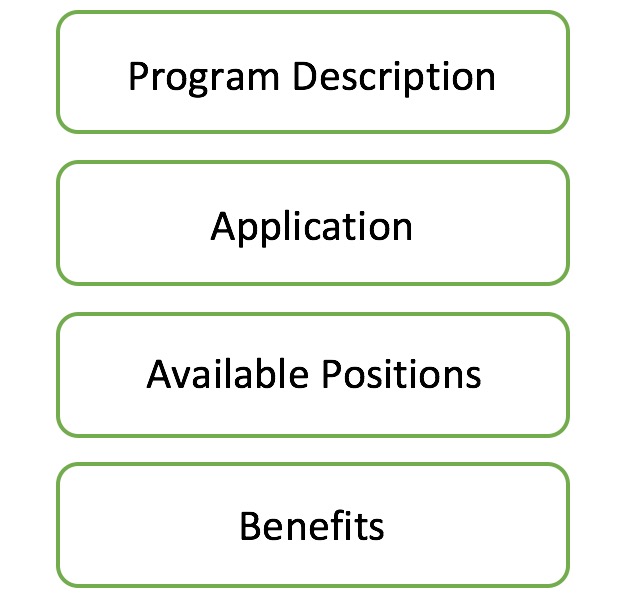 Program Description
Application
Available Positions
Benefits